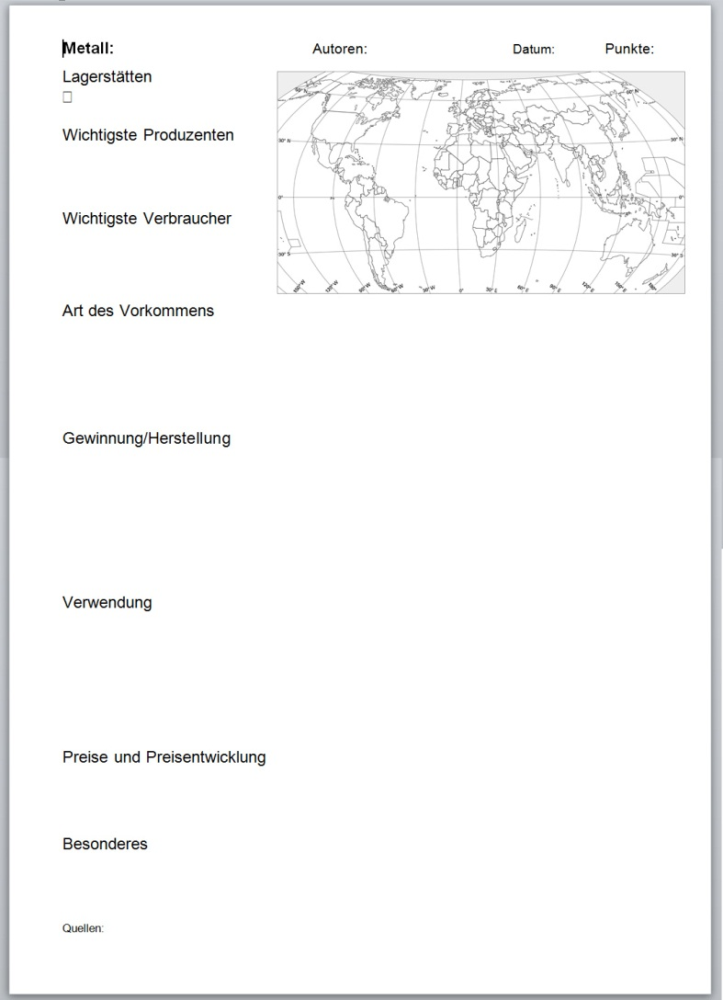 Metall: Autoren: Datum: Punkte:
Lagerstätten
Wichtigste Produzenten
Wichtigste Verbraucher
Art des Vorkommens
Gewinnung/Herstellung
Verwendung
Preise und Preisentwicklung
Besonderes
Quellen:
60° N
60° N
30° N
30° N
0°
0°
30° S
30° S
120° W
90° W
60° W
30° W
0°
30° E
60° E
90° E
120° E
150° E
180°